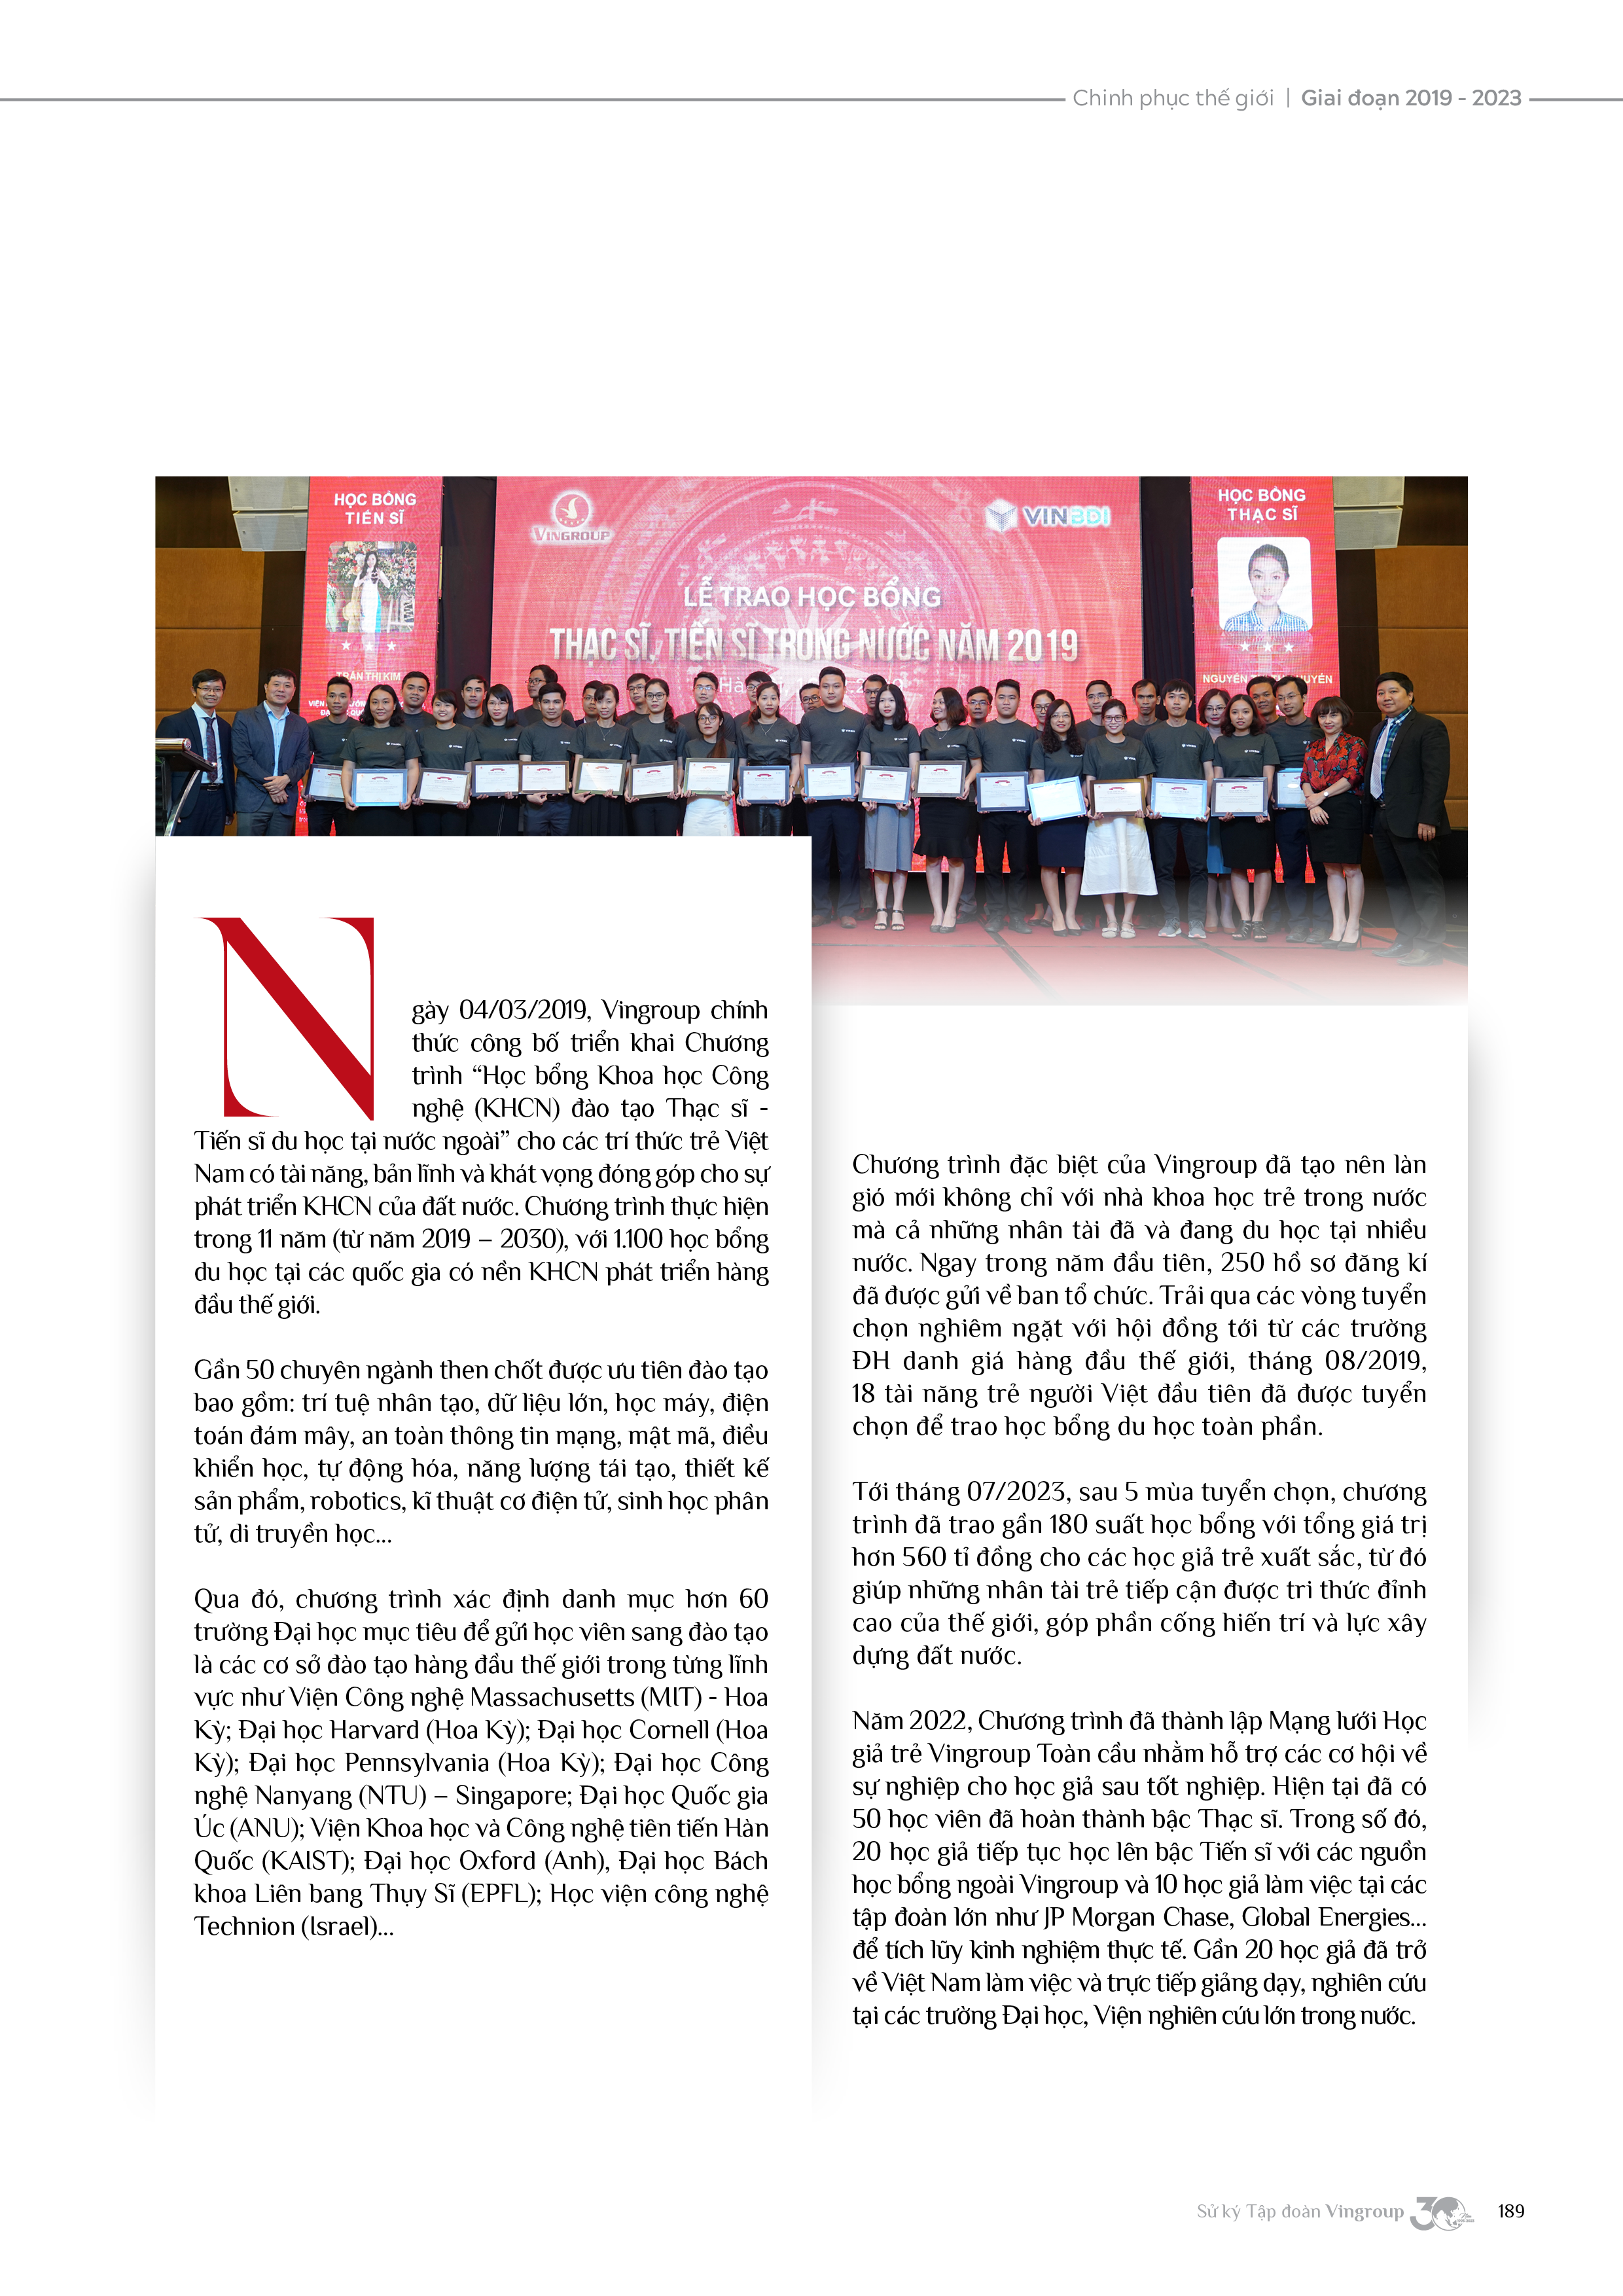 Chinh phục thế giới | Giai đoạn 2019 - 2023
HỌC BỔNG
TIẾN SĨ
VINGROUP
VINBDI
HỌC BỔNG
THẠC SĨ
LỄ TRAO HỌC BỔNG
THẠC SĨ, TIẾN SĨ TRONG NƯỚC NĂM 2019
TRẦN THỊ KIM
NGUYỄN
Ngày 04/03/2019, Vingroup chính
thức công bố triển khai Chương
trình “Học bổng Khoa học Công
nghệ (KHCN) đào tạo Thạc sĩ -
Tiến sĩ du học tại nước ngoài” cho các trí thức trẻ Việt
Nam có tài năng, bản lĩnh và khát vọng đóng góp cho sự
phát triển KHCN của đất nước. Chương trình thực hiện
trong 11 năm (từ năm 2019 – 2030), với 1.100 học bổng
du học tại các quốc gia có nền KHCN phát triển hàng
đầu thế giới.
Gần 50 chuyên ngành then chốt được ưu tiên đào tạo
bao gồm: trí tuệ nhân tạo, dữ liệu lớn, học máy, điện
toán đám mây, an toàn thông tin mạng, mật mã, điều
khiển học, tự động hóa, năng lượng tái tạo, thiết kế
sản phẩm, robotics, kĩ thuật cơ điện tử, sinh học phân
tử, di truyền học...
Qua đó, chương trình xác định danh mục hơn 60
trường Đại học mục tiêu để gửi học viên sang đào tạo
là các cơ sở đào tạo hàng đầu thế giới trong từng lĩnh
vực như Viện Công nghệ Massachusetts (MIT) - Hoa
Kỳ; Đại học Harvard (Hoa Kỳ); Đại học Cornell (Hoa
Kỳ); Đại học Pennsylvania (Hoa Kỳ); Đại học Công
nghệ Nanyang (NTU) – Singapore; Đại học Quốc gia
Úc (ANU); Viện Khoa học và Công nghệ tiên tiến Hàn
Quốc (KAIST); Đại học Oxford (Anh), Đại học Bách
khoa Liên bang Thụy Sĩ (EPFL); Học viện công nghệ
Technion (Israel)...
Chương trình đặc biệt của Vingroup đã tạo nên làn
gió mới không chỉ với nhà khoa học trẻ trong nước
mà cả những nhân tài đã và đang du học tại nhiều
nước. Ngay trong năm đầu tiên, 250 hồ sơ đăng kí
đã được gửi về ban tổ chức. Trải qua các vòng tuyển
chọn nghiêm ngặt với hội đồng tới từ các trường
ĐH danh giá hàng đầu thế giới, tháng 08/2019,
18 tài năng trẻ người Việt đầu tiên đã được tuyển
chọn để trao học bổng du học toàn phần.
Tới tháng 07/2023, sau 5 mùa tuyển chọn, chương
trình đã trao gần 180 suất học bổng với tổng giá trị
hơn 560 tỉ đồng cho các học giả trẻ xuất sắc, từ đó
giúp những nhân tài trẻ tiếp cận được tri thức đỉnh
cao của thế giới, góp phần cống hiến trí và lực xây
dựng đất nước.
Năm 2022, Chương trình đã thành lập Mạng lưới Học
giả trẻ Vingroup Toàn cầu nhằm hỗ trợ các cơ hội về
sự nghiệp cho học giả sau tốt nghiệp. Hiện tại đã có
50 học viên đã hoàn thành bậc Thạc sĩ. Trong số đó,
20 học giả tiếp tục học lên bậc Tiến sĩ với các nguồn
học bổng ngoài Vingroup và 10 học giả làm việc tại các
tập đoàn lớn như JP Morgan Chase, Global Energies...
để tích lũy kinh nghiệm thực tế. Gần 20 học giả đã trở
về Việt Nam làm việc và trực tiếp giảng dạy, nghiên cứu
tại các trường Đại học, Viện nghiên cứu lớn trong nước.
Sử ký Tập đoàn Vingroup 30 189